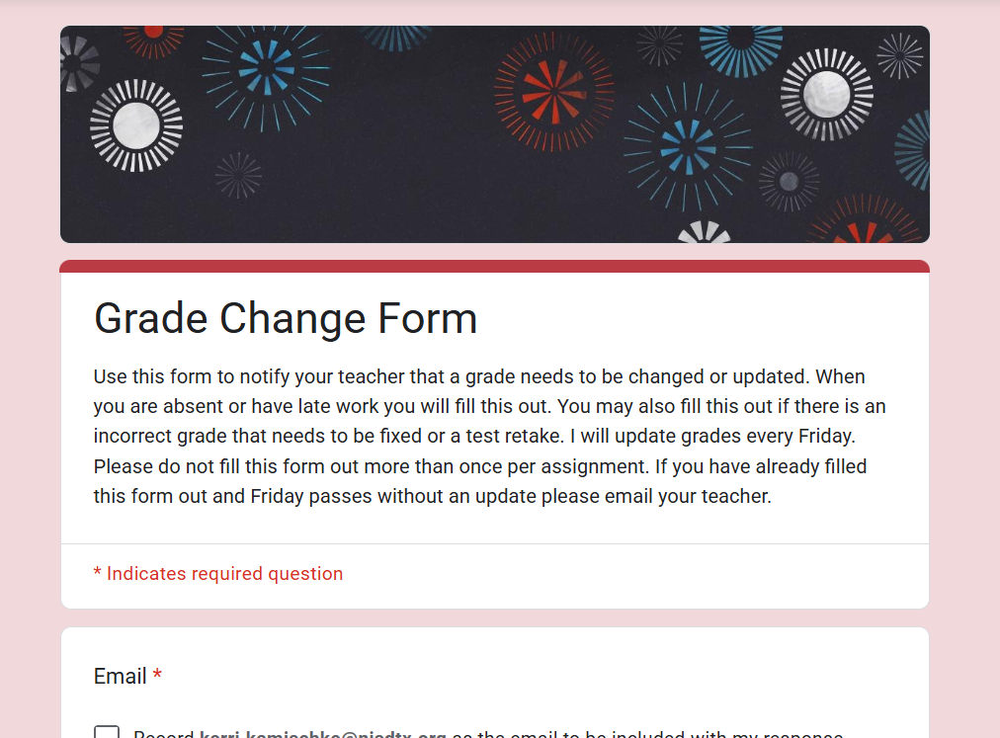 Grade Change Form
Use this form to notify your teacher that a grade needs to be changed or updated. When
you are absent or have late work you will fill this out. You may also fill this out if there is an
incorrect grade that needs to be fixed or a test retake. I will update grades every Friday.
Please do not fill this form out more than once per assignment. If you have already filled
this form out and Friday passes without an update please email your teacher.
* Indicates required question
Email *
Record as the email to be included with my response